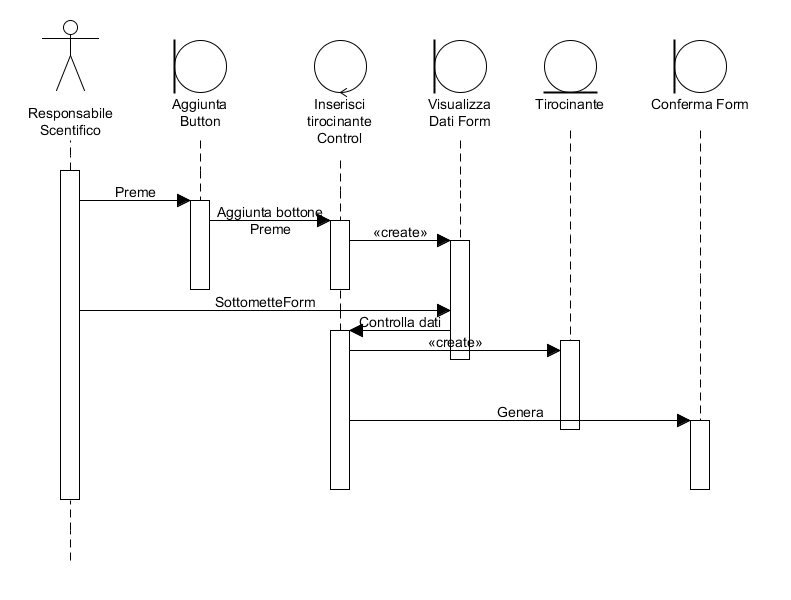 Responsabile
Scentifico
Aggiunta
Button
Inserisci
tirocinante
Control
Visualizza
Dati Form
Tirocinante
Conferma Form
Preme
Aggiunta bottone
Preme
«create»
SottometteForm
Controlla dati
«create»
Genera